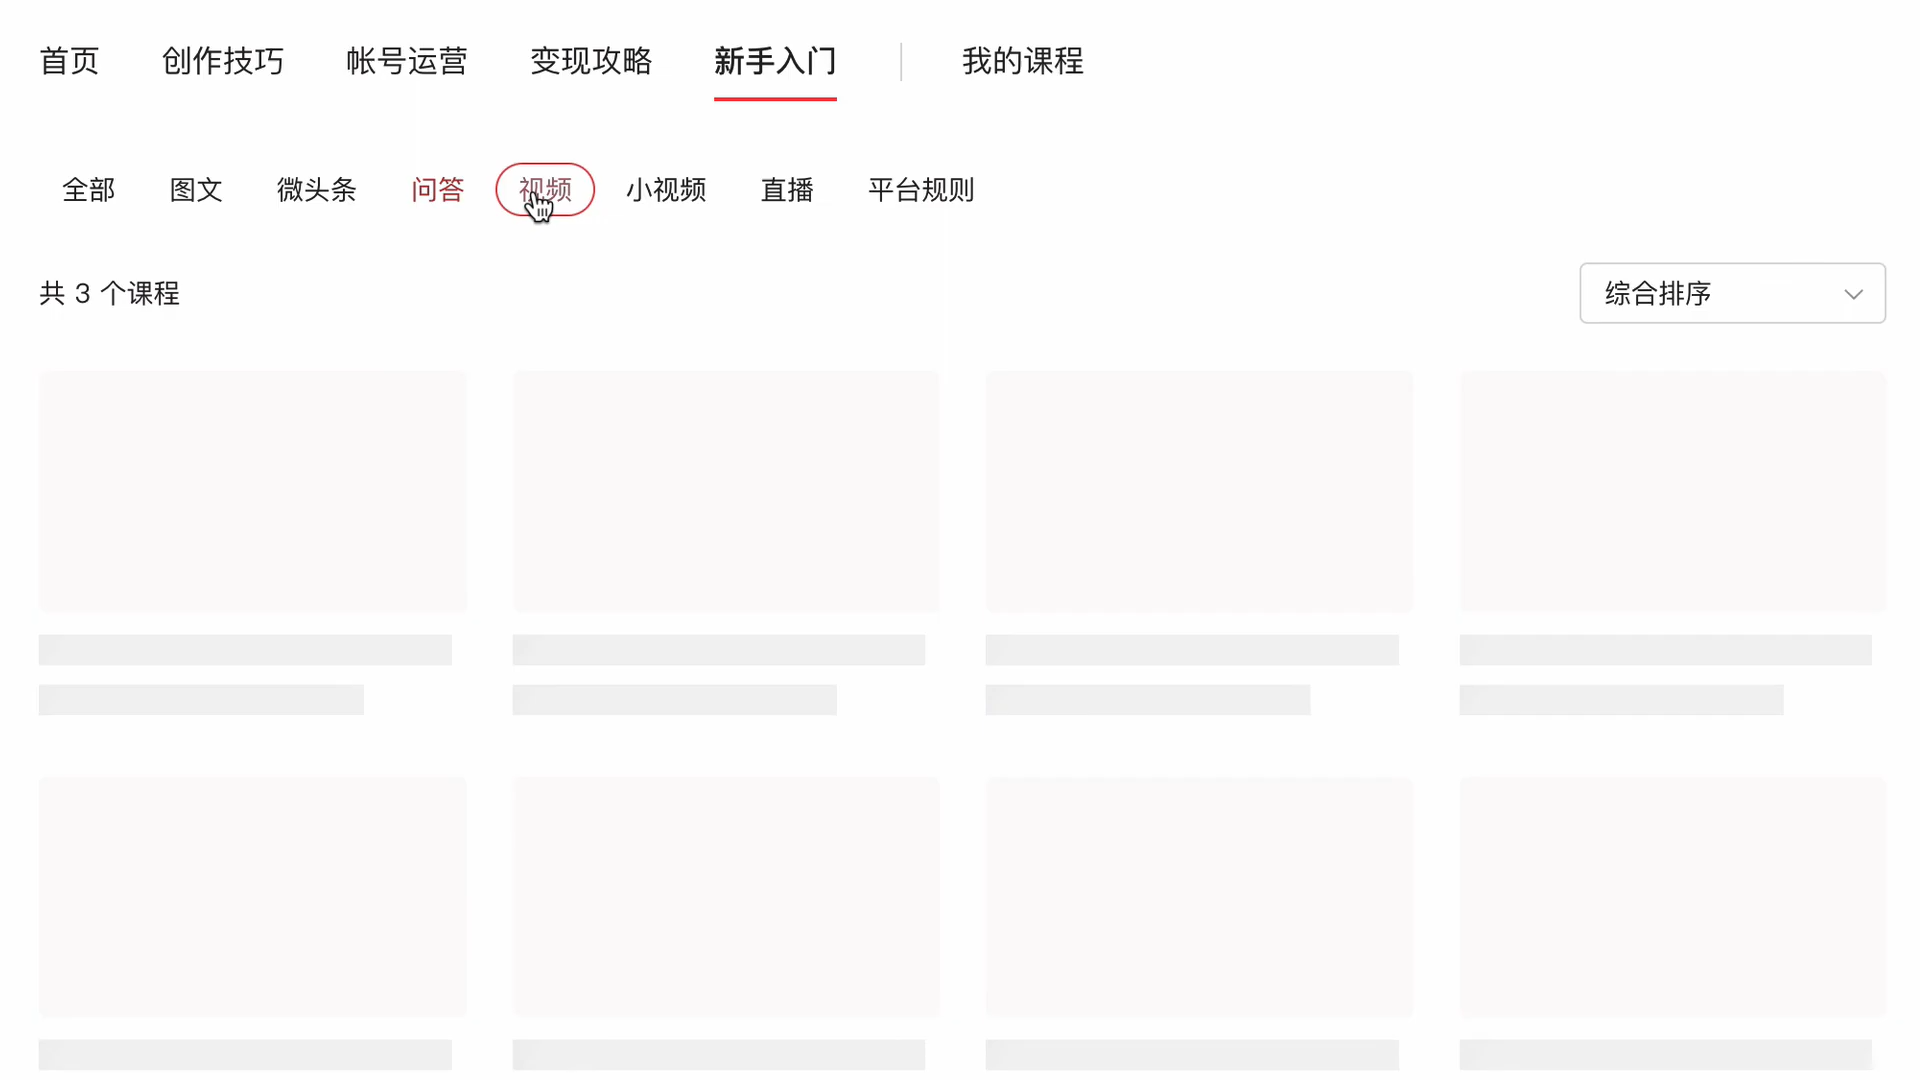 首页 创作技巧 帐号运营 变现攻略 新手入门 我的课程
全部 图文 微头条 问答 视频 小视频 直播 平台规则
共 3 个课程 综合排序